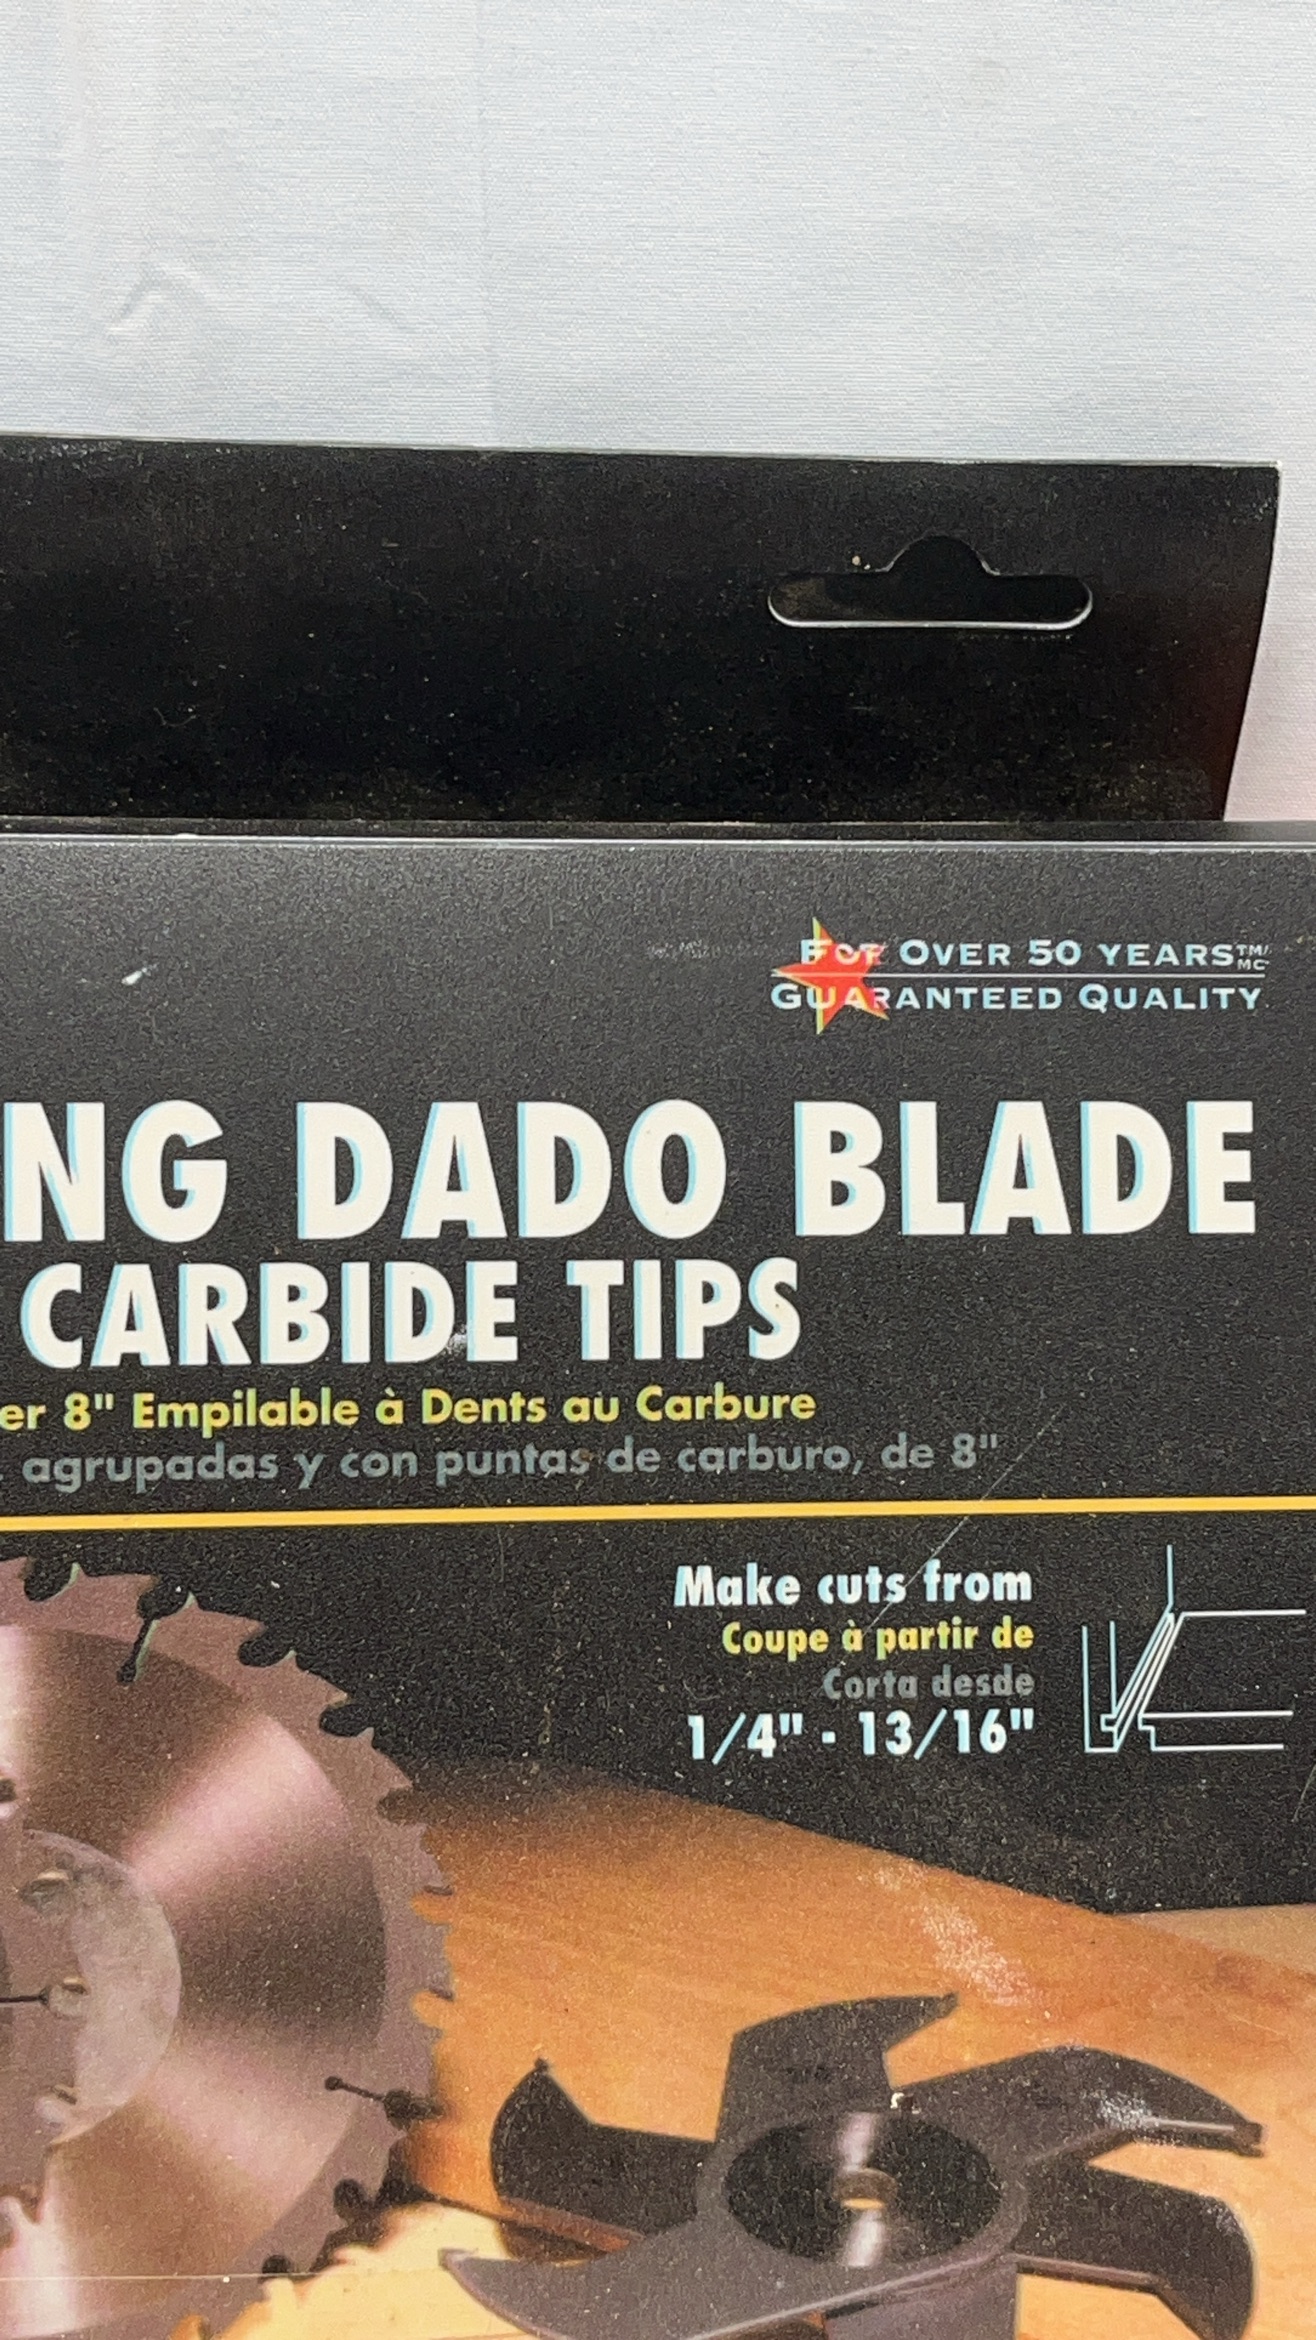 For Over 50 years™/MC
Guaranteed Quality
NG DADO BLADE
CARBIDE TIPS
er 8" Empilable à Dents au Carbure
agrupadas y con puntas de carburo, de 8"
Make cuts from
Coupe à partir de
Corta desde
1/4" - 13/16"